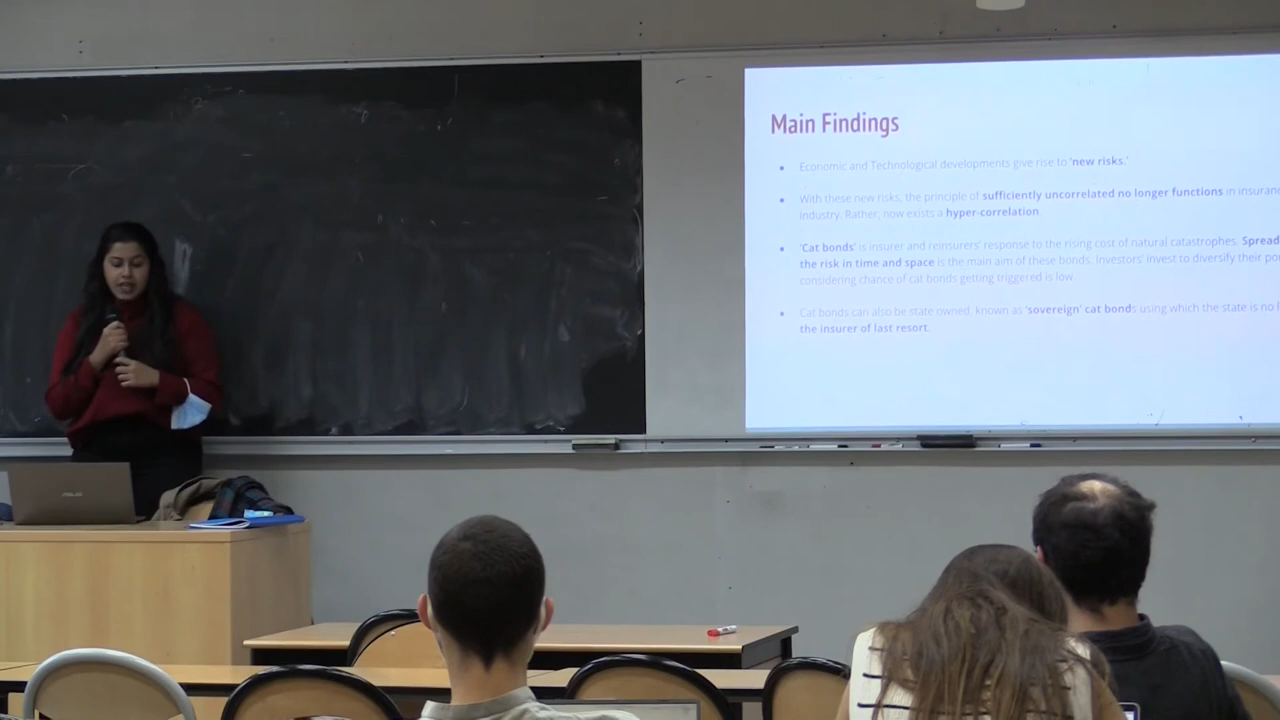 Main Findings
Economic and Technological developments give rise to 'new risks.'
With these new risks, the principle of sufficiently uncorrelated no longer functions in
industry. Rather, now exists a hyper-correlation
'Cat bonds' is insurer and reinsurers' response to the rising cost of natural catastrophes. Spread
the risk in time and space is the main aim of these bonds. Investors' invest to diversify their
considering chance of cat bonds getting triggered is low
Cat bonds can also be state owned, known as 'sovereign' cat bonds using which the state is no
the insurer of last resort.
ASUS